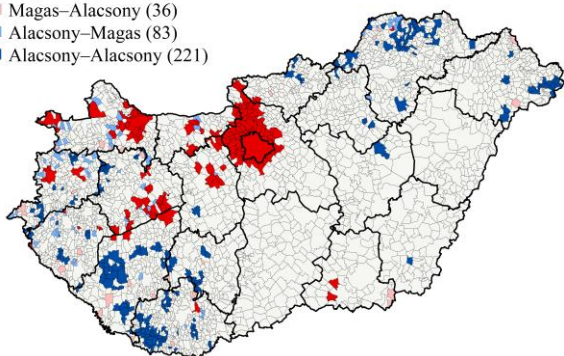 Magas–Alacsony (36)
Alacsony–Magas (83)
Alacsony–Alacsony (221)